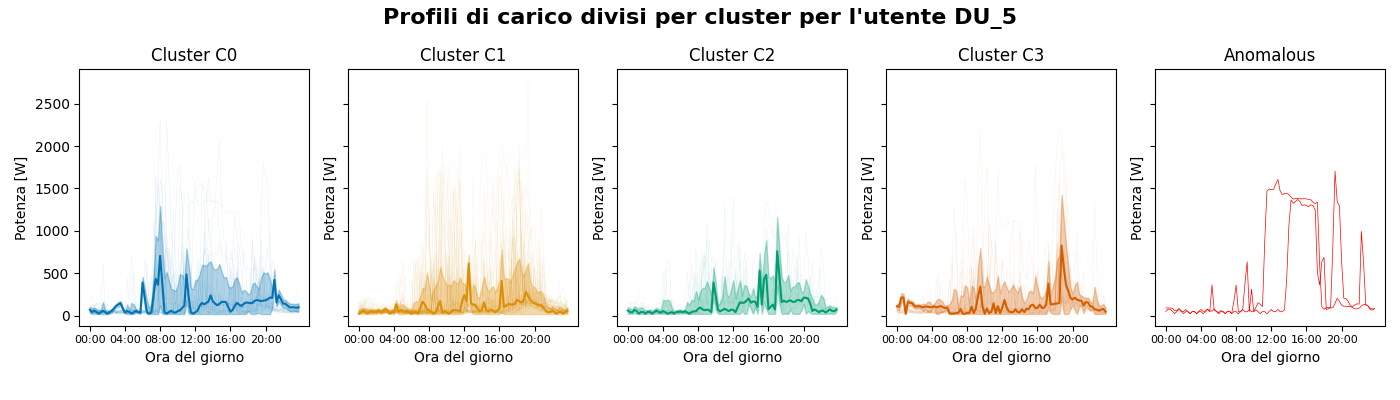 Profili di carico divisi per cluster per l'utente DU_5
Cluster C0
Cluster C1
Cluster C2
Cluster C3
Anomalous
Potenza [W]
2500
2000
1500
1000
500
0
00:00 04:00 08:00 12:00 16:00 20:00
Ora del giorno
Potenza [W]
00:00 04:00 08:00 12:00 16:00 20:00
Ora del giorno
Potenza [W]
00:00 04:00 08:00 12:00 16:00 20:00
Ora del giorno
Potenza [W]
00:00 04:00 08:00 12:00 16:00 20:00
Ora del giorno
Potenza [W]
00:00 04:00 08:00 12:00 16:00 20:00
Ora del giorno